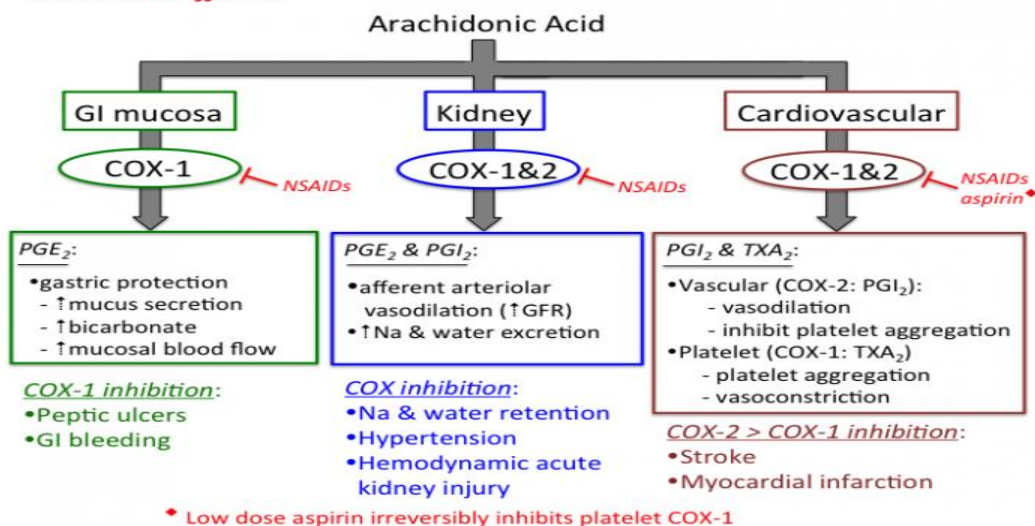 Arachidonic Acid
GI mucosa
Kidney
Cardiovascular
COX-1
NSAIDs
COX-1&2
NSAIDs
COX-1&2
NSAIDs
aspirin*
PGE₂:
•gastric protection
- ↑mucus secretion
- ↑bicarbonate
- ↑mucosal blood flow
COX-1 inhibition:
•Peptic ulcers
•GI bleeding
PGE₂ & PGI₂:
•afferent arteriolar
vasodilation (↑GFR)
•↑Na & water excretion
COX inhibition:
•Na & water retention
•Hypertension
•Hemodynamic acute
kidney injury
PGI₂ & TXA₂:
•Vascular (COX-2: PGI₂):
- vasodilation
- inhibit platelet aggregation
•Platelet (COX-1: TXA₂)
- platelet aggregation
- vasoconstriction
COX-2 > COX-1 inhibition:
•Stroke
•Myocardial infarction
* Low dose aspirin irreversibly inhibits platelet COX-1